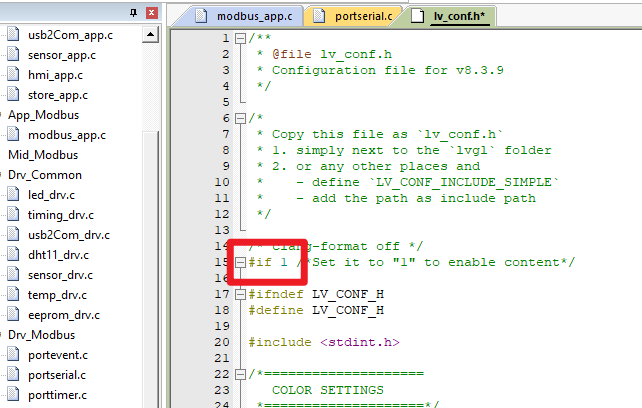 usb2Com_app.c
sensor_app.c
hmi_app.c
store_app.c
App_Modbus
modbus_app.c
Mid_Modbus
Drv_Common
led_drv.c
timing_drv.c
usb2Com_drv.c
dht11_drv.c
sensor_drv.c
temp_drv.c
eeprom_drv.c
Drv_Modbus
portevent.c
portserial.c
porttimer.c
modbus_app.c portserial.c lv_conf.h*
1 /**
2 * @file lv_conf.h
3 * Configuration file for v8.3.9
4 */
5
6 /*
7 * Copy this file as `lv_conf.h`
8 * 1. simply next to the `lvgl` folder
9 * 2. or any other places and
10 * - define `LV_CONF_INCLUDE_SIMPLE`
11 * - add the path as include path
12 */
13
14 /* clang-format off */
15 #if 1 /*Set it to "1" to enable content*/
16
17 #ifndef LV_CONF_H
18 #define LV_CONF_H
19
20 #include <stdint.h>
21
22 /*====================
23 COLOR SETTINGS
24 *====================*/